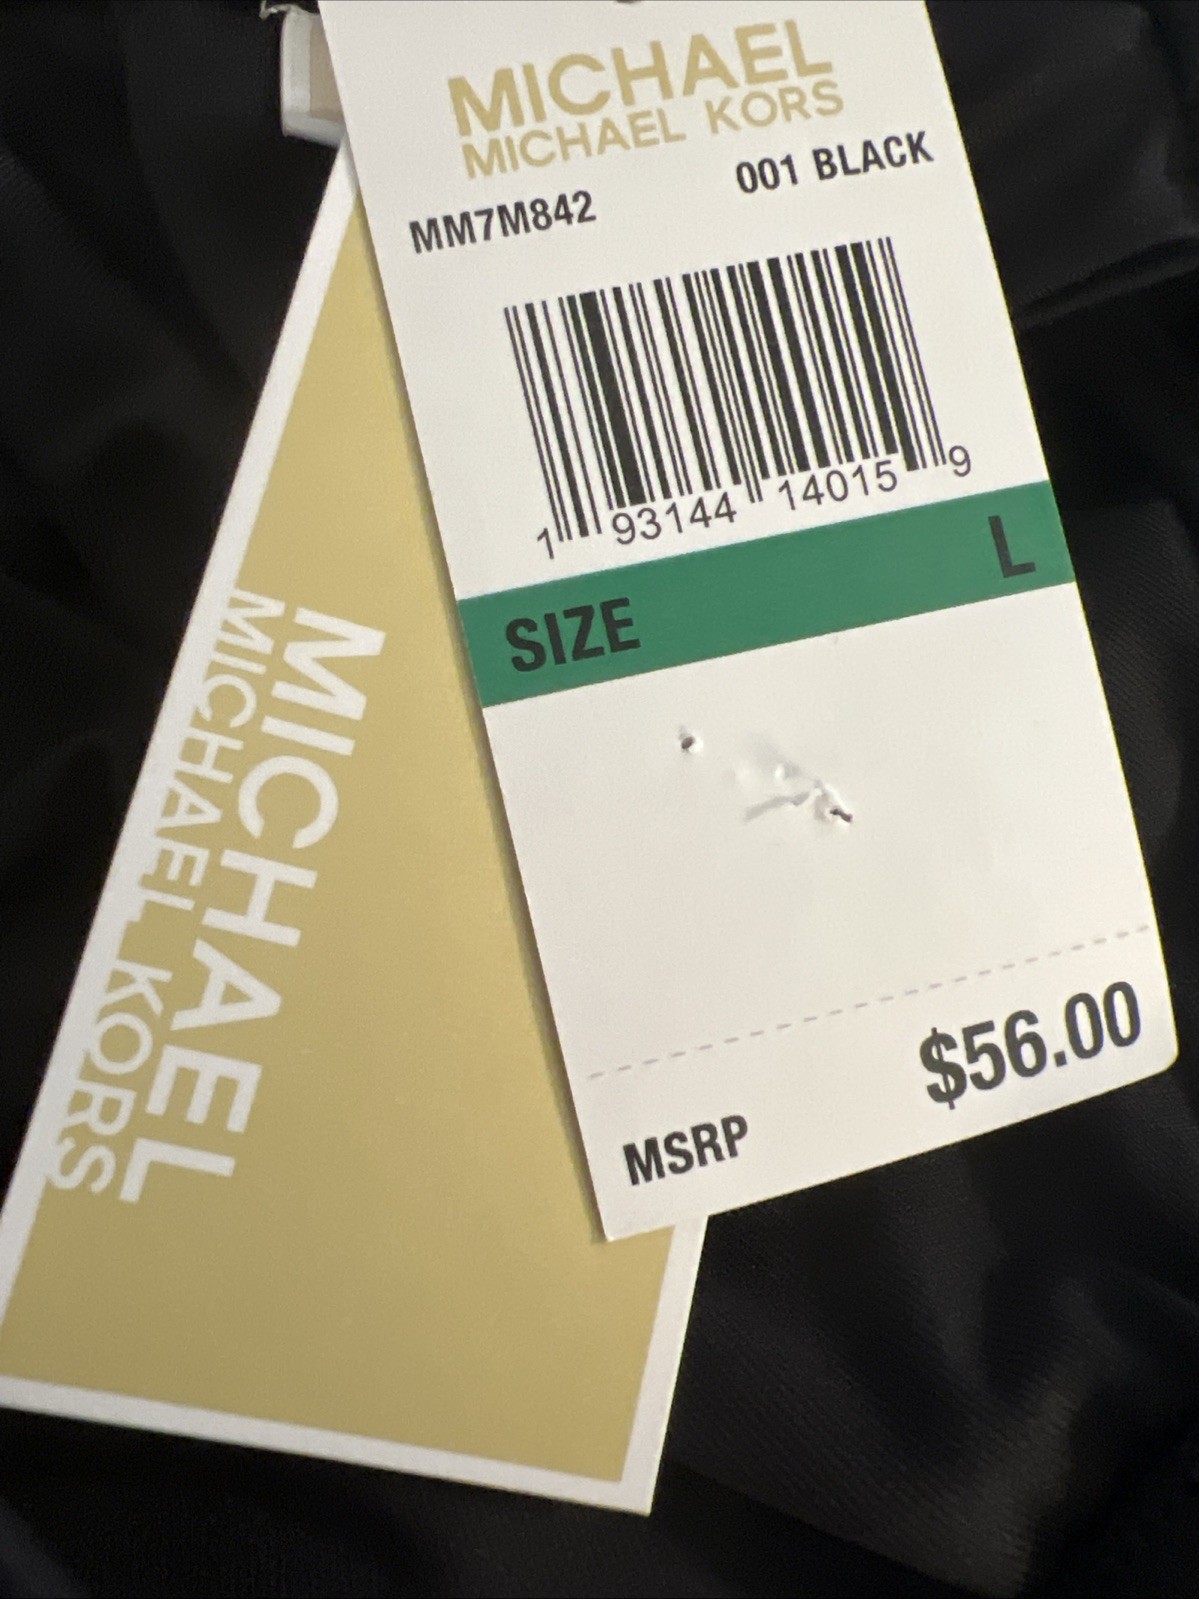 MICHAEL
MICHAEL KORS
MM7M842 001 BLACK
1 93144 14015 9
SIZE L
MSRP $56.00
MICHAEL
MICHAEL KORS